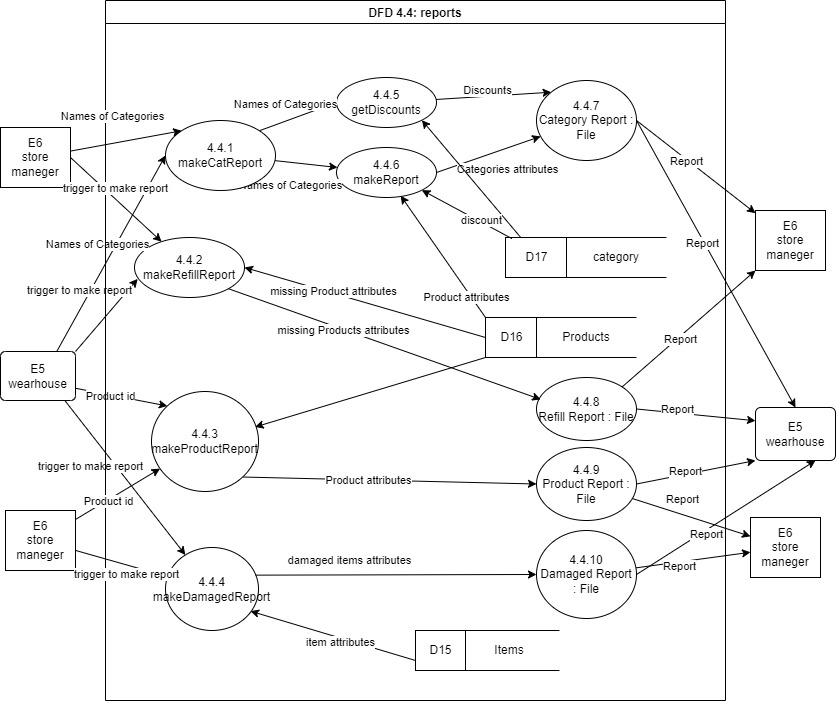 DFD 4.4: reports
Names of Categories
E6
store
maneger
trigger to make report
4.4.1
makeCatReport
Names of Categories
Names of Categories
4.4.5
getDiscounts
Discounts
4.4.6
makeReport
Categories attributes
4.4.7
Category Report :
File
Report
Report
E6
store
maneger
Names of Categories
trigger to make report
4.4.2
makeRefillReport
discount
D17
category
missing Product attributes
Product attributes
missing Products attributes
D16
Products
Report
E5
wearhouse
Product id
4.4.3
makeProductReport
4.4.8
Refill Report : File
Report
E5
wearhouse
trigger to make report
Product attributes
4.4.9
Product Report :
File
Report
Report
Product id
E6
store
maneger
trigger to make report
4.4.4
makeDamagedReport
damaged items attributes
4.4.10
Damaged Report
: File
Report
Report
E6
store
maneger
item attributes
D15
Items